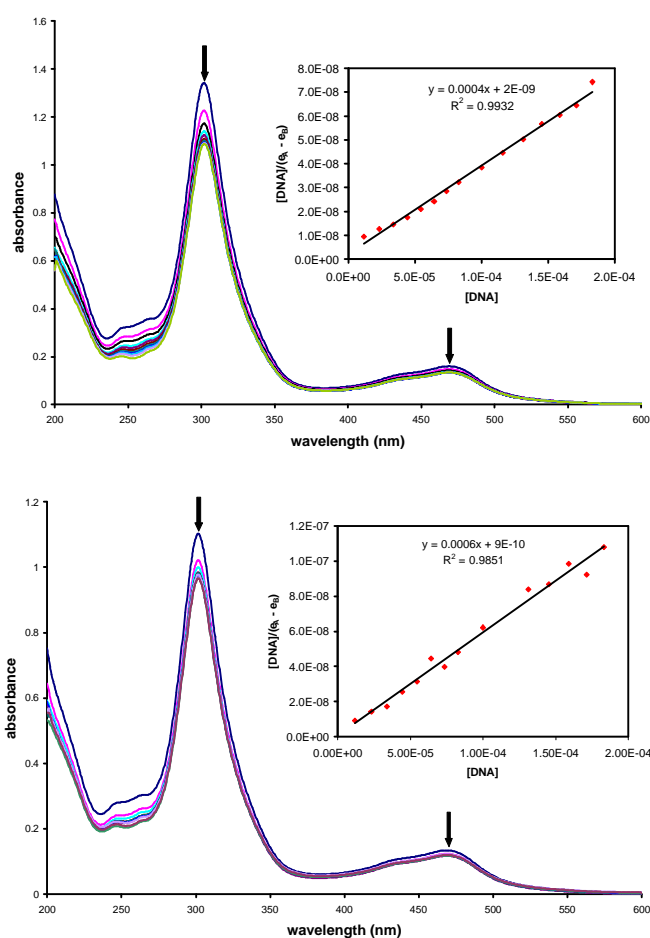 1.6
1.4
1.2
1
0.8
0.6
0.4
0.2
0
absorbance
200 250 300 350 400 450 500 550 600
wavelength (nm)
8.0E-08
7.0E-08
6.0E-08
5.0E-08
4.0E-08
3.0E-08
2.0E-08
1.0E-08
0.0E+00
[DNA]/(eA - eB)
y = 0.0004x + 2E-09
R² = 0.9932
0.0E+00 5.0E-05 1.0E-04 1.5E-04 2.0E-04
[DNA]
1.2
1
0.8
0.6
0.4
0.2
0
absorbance
200 250 300 350 400 450 500 550 600
wavelength (nm)
1.2E-07
1.0E-07
8.0E-08
6.0E-08
4.0E-08
2.0E-08
0.0E+00
[DNA]/(eA - eB)
y = 0.0006x + 9E-10
R² = 0.9851
0.00E+00 5.00E-05 1.00E-04 1.50E-04 2.00E-04
[DNA]